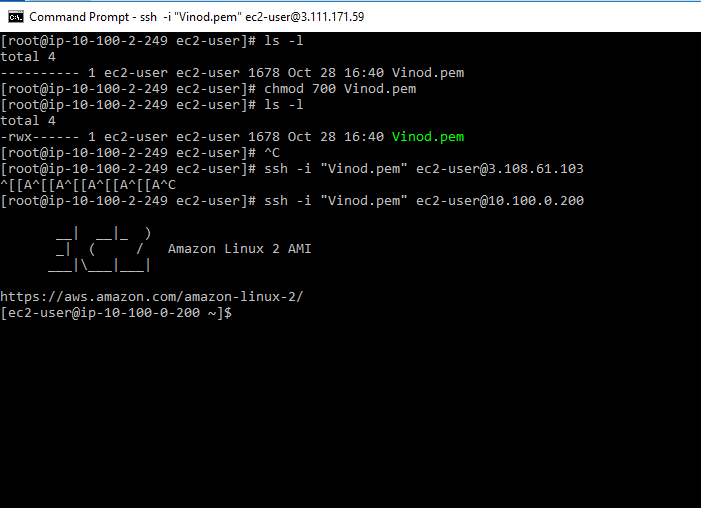 Command Prompt - ssh -i "Vinod.pem" ec2-user@3.111.171.59
[root@ip-10-100-2-249 ec2-user]# ls -l
total 4
---------- 1 ec2-user ec2-user 1678 Oct 28 16:40 Vinod.pem
[root@ip-10-100-2-249 ec2-user]# chmod 700 Vinod.pem
[root@ip-10-100-2-249 ec2-user]# ls -l
total 4
-rwx------ 1 ec2-user ec2-user 1678 Oct 28 16:40 Vinod.pem
[root@ip-10-100-2-249 ec2-user]# ^C
[root@ip-10-100-2-249 ec2-user]# ssh -i "Vinod.pem" ec2-user@3.108.61.103
^[[A^[[A^[[A^[[A^[[A^C
[root@ip-10-100-2-249 ec2-user]# ssh -i "Vinod.pem" ec2-user@10.100.0.200
       __|  __|_  )
       _|  (     /   Amazon Linux 2 AMI
      ___|\___|___|
https://aws.amazon.com/amazon-linux-2/
[ec2-user@ip-10-100-0-200 ~]$